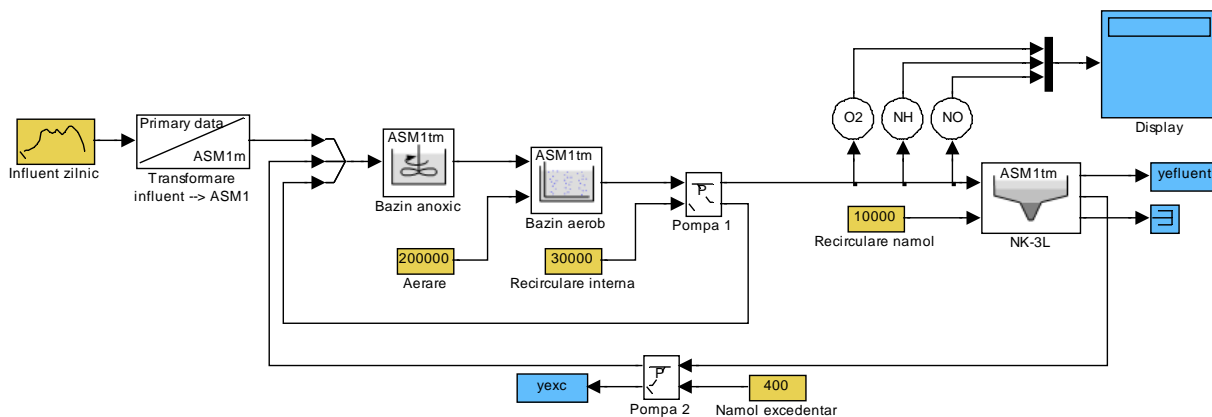 O2
NH
NO
Display
Primary data
ASM1m
Influent zilnic
Transformare
influent --> ASM1
ASM1tm
Bazin anoxic
ASM1tm
Bazin aerob
P
Pompa 1
200000
Aerare
30000
Recirculare interna
10000
Recirculare namol
ASM1tm
NK-3L
yefluent
yexc
P
Pompa 2
400
Namol excedentar